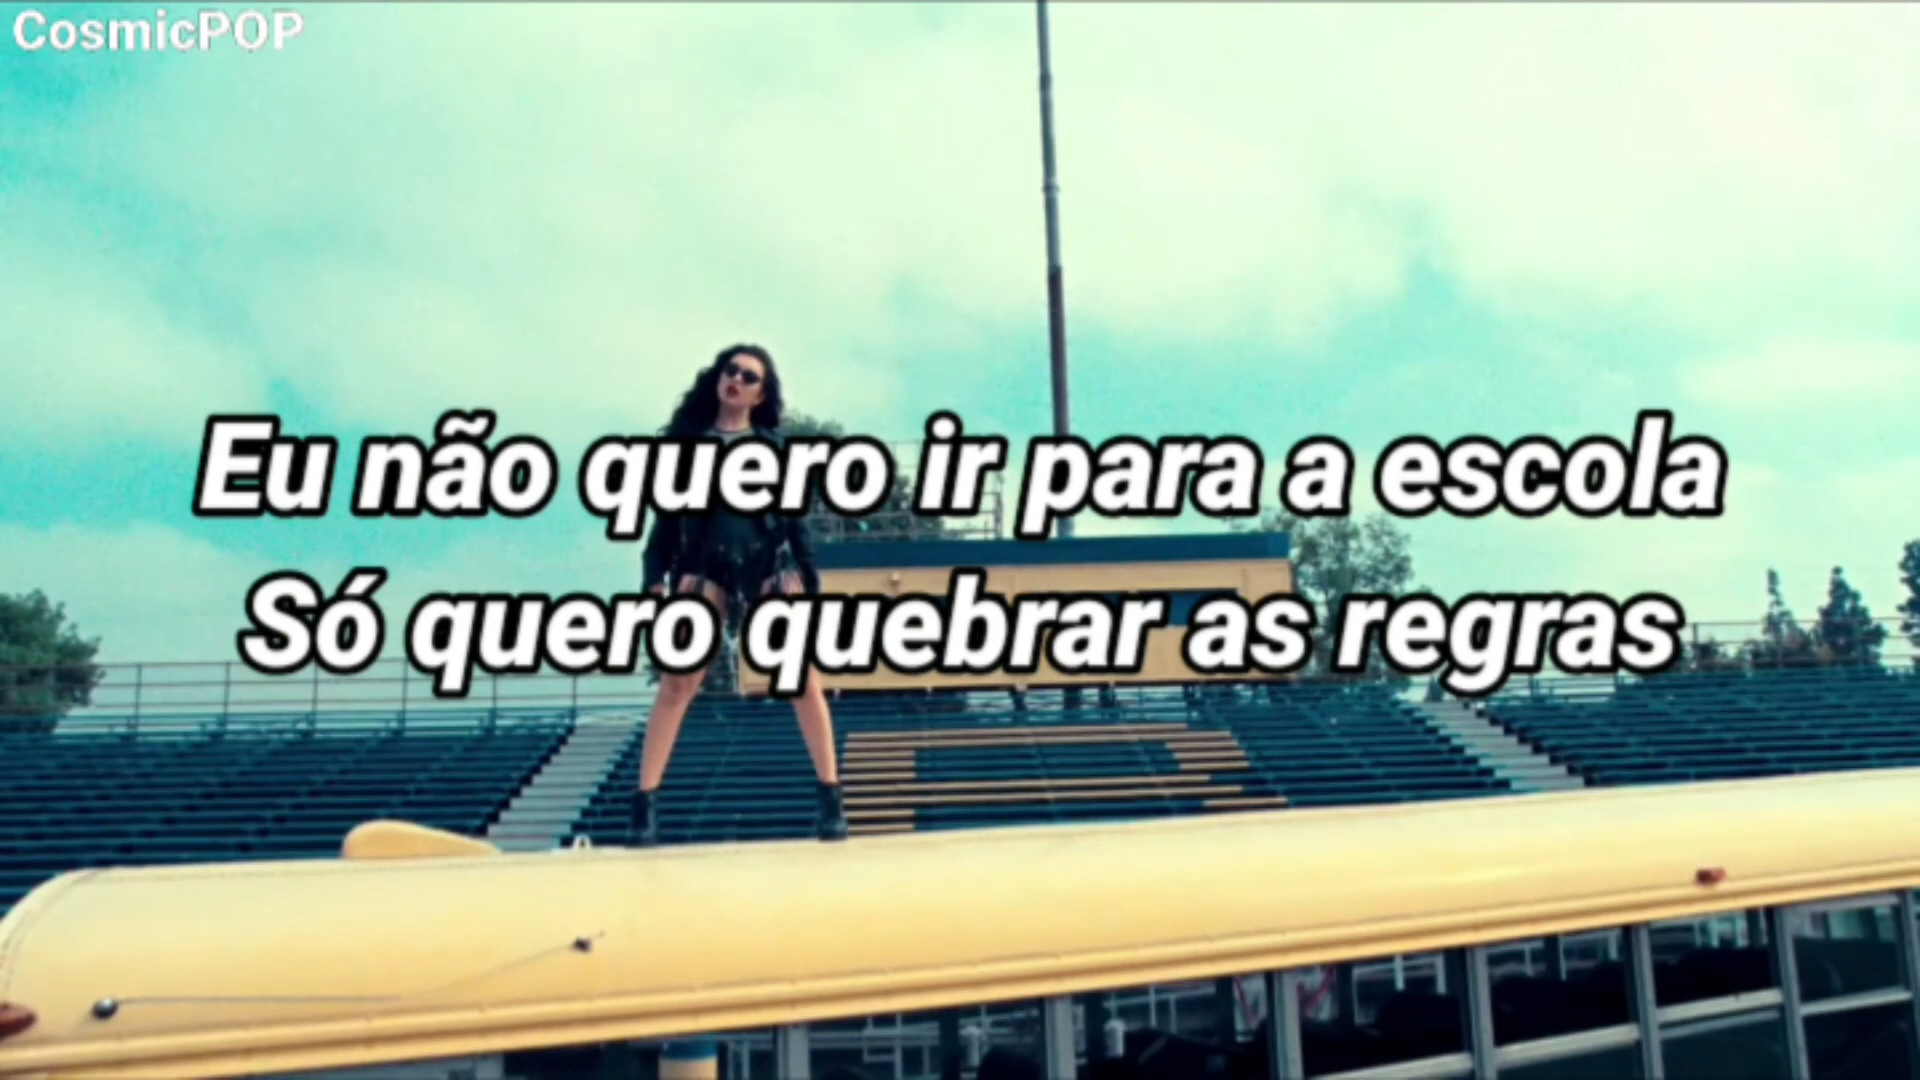 CosmicPOP
Eu não quero ir para a escola
Só quero quebrar as regras